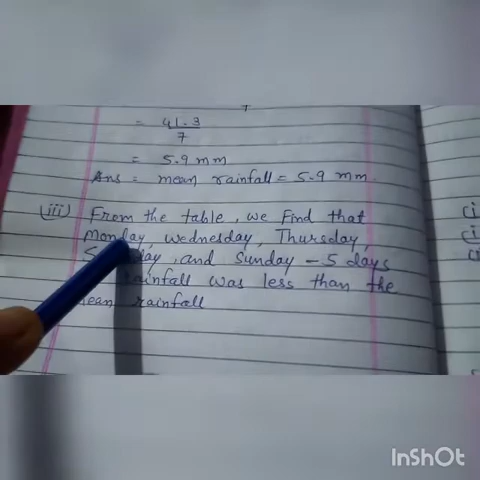 = 41.3
7
= 5.9 mm
Ans = mean rainfall = 5.9 mm.
(iii) From the table, we find that
monday, wednesday, Thursday,
and Sunday - 5 days
rainfall was less than the
rainfall
InShOt